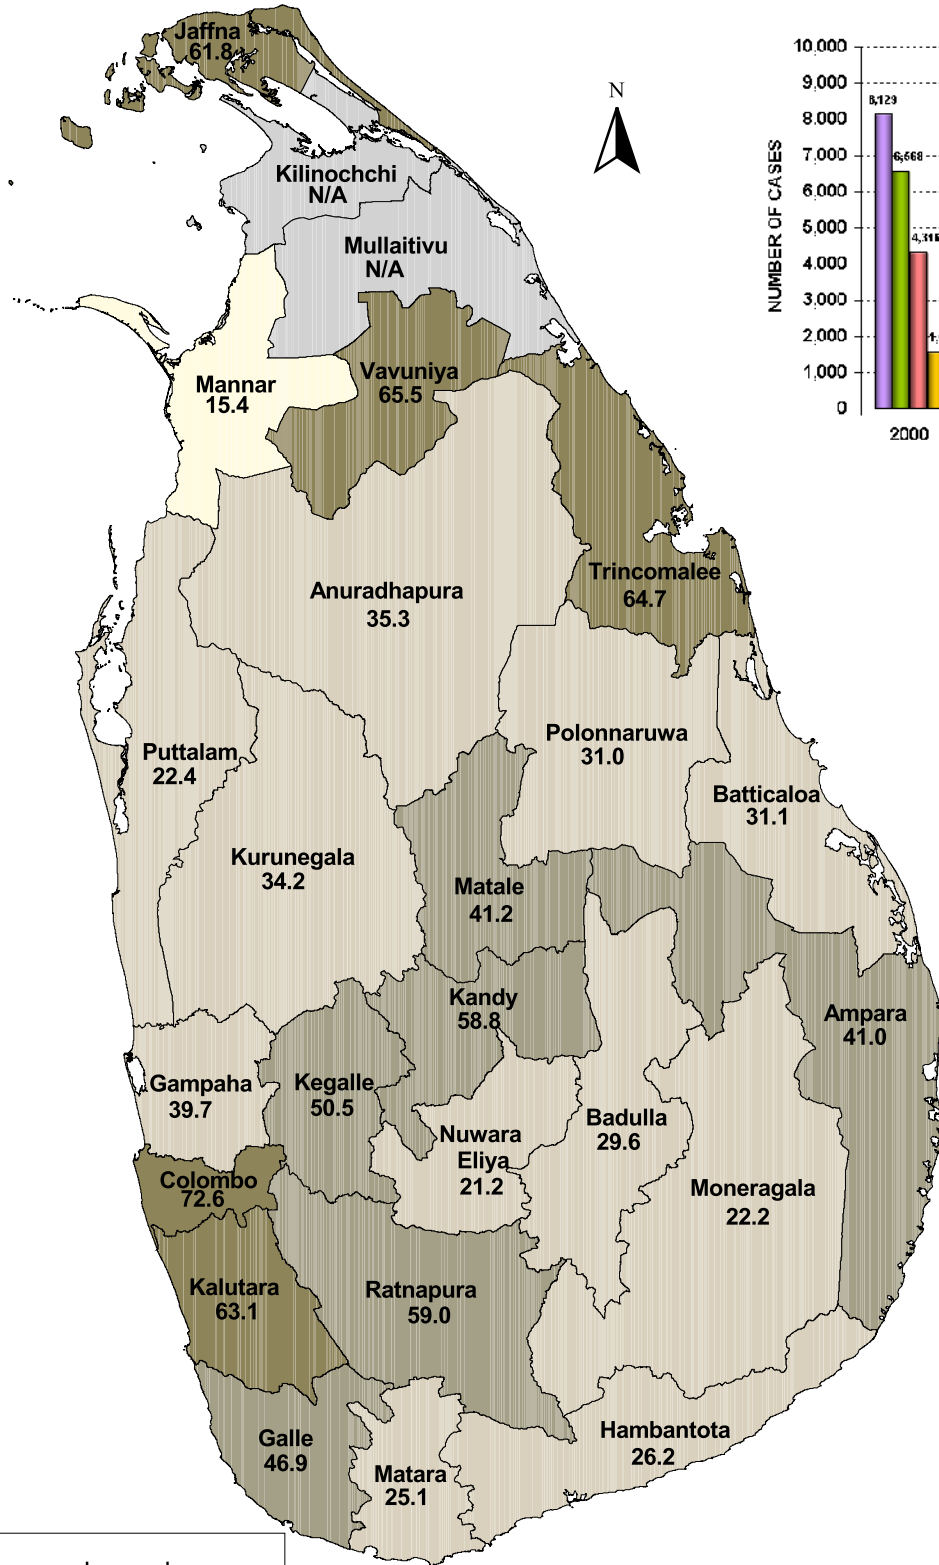 Jaffna
61.8
Kilinochchi
N/A
Mullaitivu
N/A
Mannar
15.4
Vavuniya
65.5
Anuradhapura
35.3
Trincomalee
64.7
Puttalam
22.4
Kurunegala
34.2
Polonnaruwa
31.0
Batticaloa
31.1
Matale
41.2
Kandy
58.8
Ampara
41.0
Gampaha
39.7
Kegalle
50.5
Nuwara
Eliya
21.2
Badulla
29.6
Moneragala
22.2
Colombo
72.6
Kalutara
63.1
Ratnapura
59.0
Galle
46.9
Matara
25.1
Hambantota
26.2
N
NUMBER OF CASES
10,000
9,000
8,000
7,000
6,000
5,000
4,000
3,000
2,000
1,000
0
8,129
6,568
2000